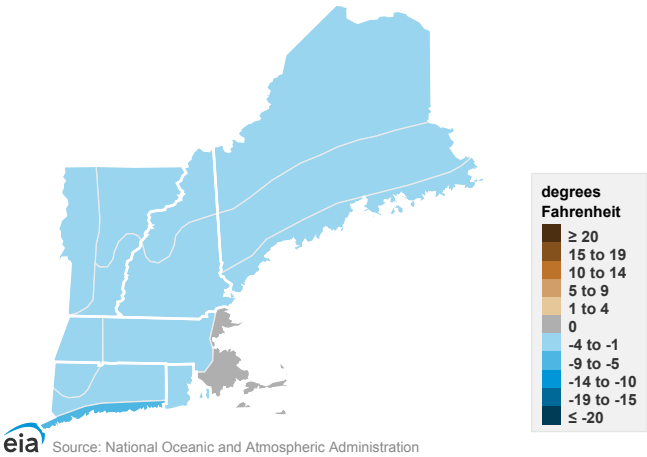 degrees
Fahrenheit
≥ 20
15 to 19
10 to 14
5 to 9
1 to 4
0
-4 to -1
-9 to -5
-14 to -10
-19 to -15
≤ -20
eia Source: National Oceanic and Atmospheric Administration